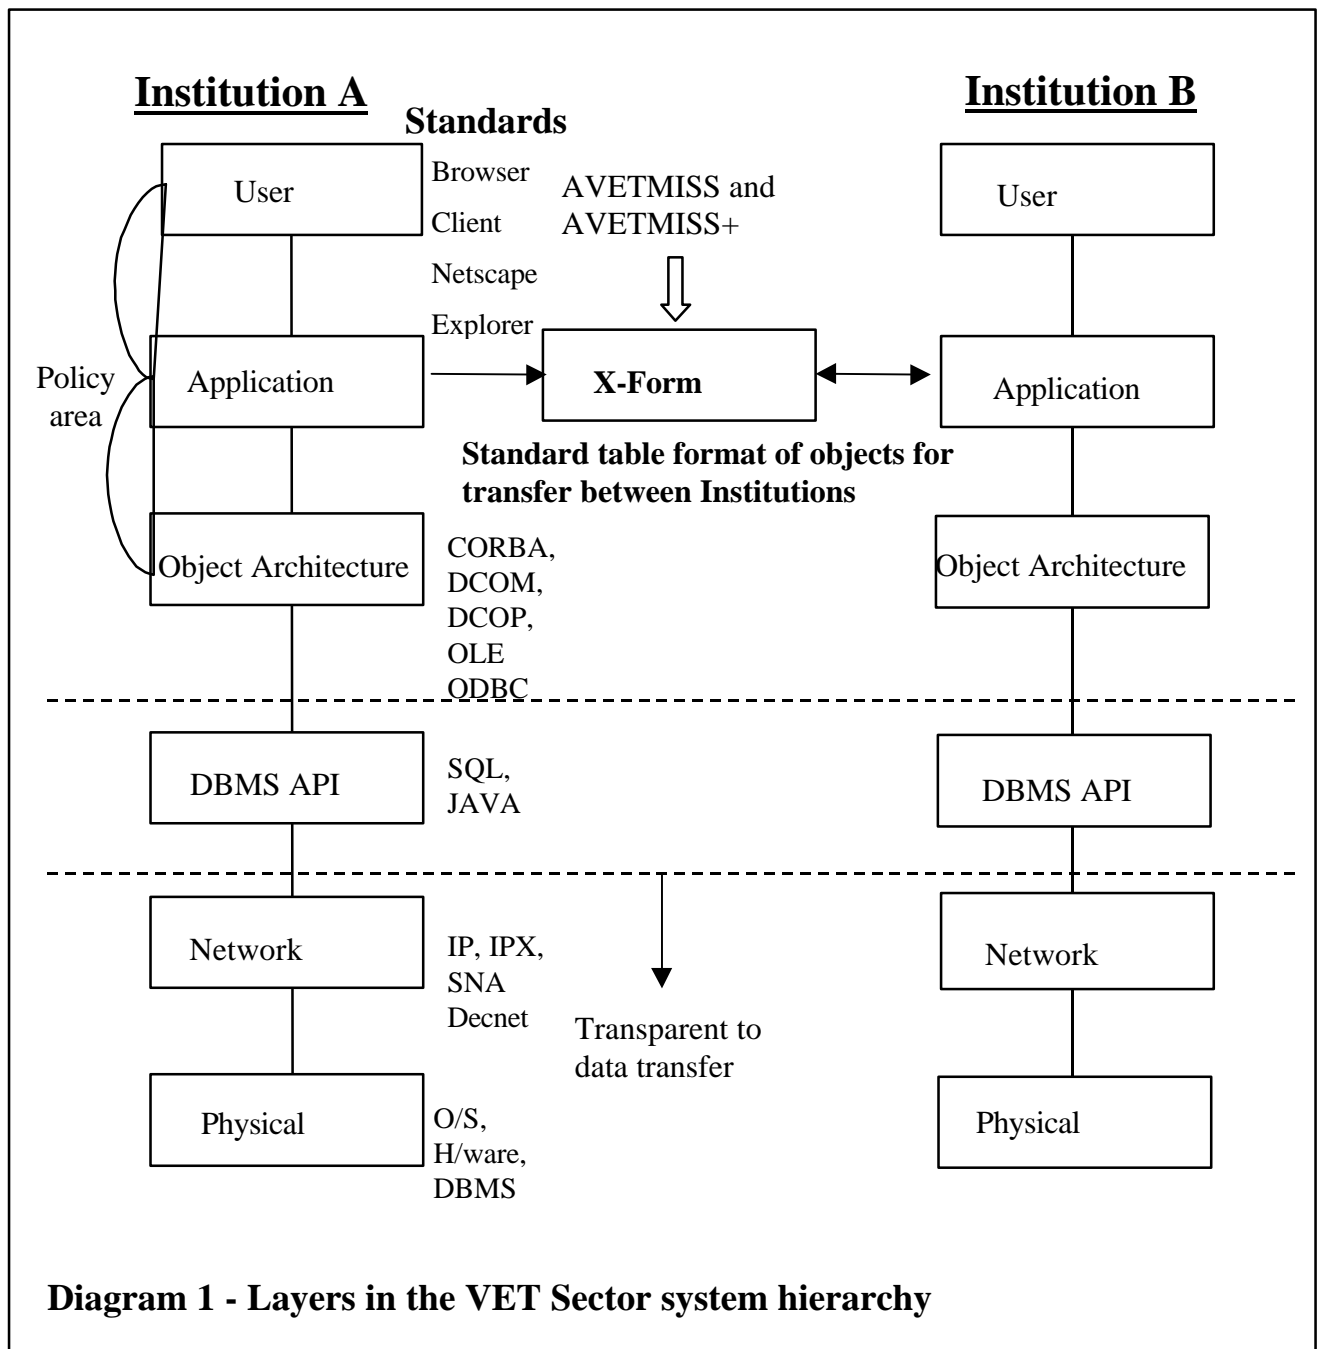 Institution A
Institution B
Standards
User
Browser
Client
Netscape
Explorer
AVETMISS and
AVETMISS+
User
Policy
area
Application
X-Form
Application
Standard table format of objects for
transfer between Institutions
Object Architecture
CORBA,
DCOM,
DCOP,
OLE
ODBC
Object Architecture
DBMS API
SQL,
JAVA
DBMS API
Network
IP, IPX,
SNA
Decnet
Transparent to
data transfer
Network
Physical
O/S,
H/ware,
DBMS
Physical
Diagram 1 - Layers in the VET Sector system hierarchy